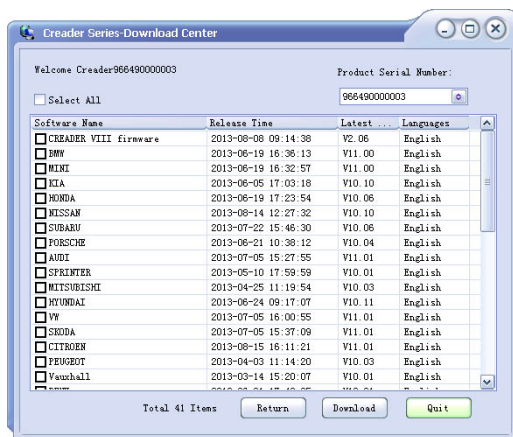 Creader Series-Download Center
Welcome Creader966490000003
Product Serial Number:
Select All
966490000003
Software Name Release Time Latest ... Languages
CREADER VIII firmware 2013-08-08 09:14:38 V2.06 English
BMW 2013-06-19 16:36:13 V11.00 English
MINI 2013-06-19 16:32:57 V11.00 English
KIA 2013-06-05 17:03:18 V10.10 English
HONDA 2013-06-19 17:23:54 V10.06 English
NISSAN 2013-08-14 12:27:32 V10.10 English
SUBARU 2013-07-22 15:46:30 V10.06 English
PORSCHE 2013-06-21 10:38:12 V10.04 English
AUDI 2013-07-05 15:27:55 V11.01 English
SPRINTER 2013-05-10 17:59:59 V10.01 English
MITSUBISHI 2013-04-25 11:19:54 V10.03 English
HYUNDAI 2013-06-24 09:17:07 V10.11 English
VW 2013-07-05 16:00:55 V11.01 English
SKODA 2013-07-05 15:37:09 V11.01 English
CITROEN 2013-08-15 16:11:21 V11.01 English
PEUGEOT 2013-04-03 11:14:20 V10.03 English
Vauxhall 2013-03-14 15:20:07 V10.01 English
Total 41 Items Return Download Quit